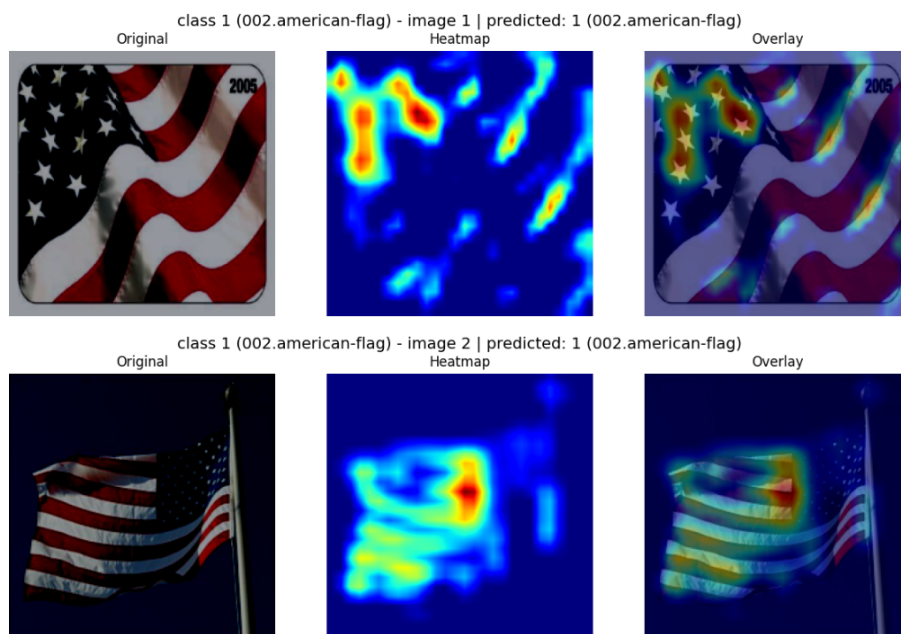 class 1 (002.american-flag) - image 1 | predicted: 1 (002.american-flag)
Original
Heatmap
Overlay
2005
2005
class 1 (002.american-flag) - image 2 | predicted: 1 (002.american-flag)
Original
Heatmap
Overlay